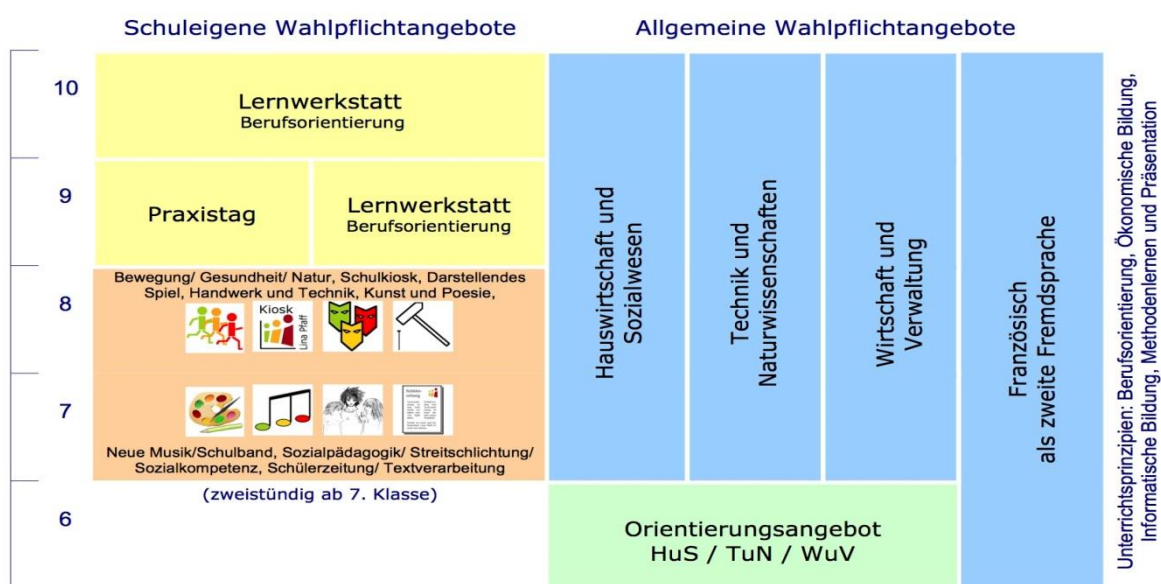 Schuleigene Wahlpflichtangebote
Allgemeine Wahlpflichtangebote
10
Lernwerkstatt
Berufsorientierung
9
Praxistag
Lernwerkstatt
Berufsorientierung
8
Bewegung/ Gesundheit/ Natur, Schulkiosk, Darstellendes
Spiel, Handwerk und Technik, Kunst und Poesie,
Kiosk
Lina Pfaff
7
Neue Musik/Schulband, Sozialpädagogik/ Streitschlichtung/
Sozialkompetenz, Schülerzeitung/ Textverarbeitung
(zweistündig ab 7. Klasse)
6
Hauswirtschaft und
Sozialwesen
Technik und
Naturwissenschaften
Wirtschaft und
Verwaltung
Französisch
als zweite Fremdsprache
Orientierungsangebot
HuS / TuN / WuV
Unterrichtsprinzipien: Berufsorientierung, Ökonomische Bildung,
Informatische Bildung, Methodenlernen und Präsentation